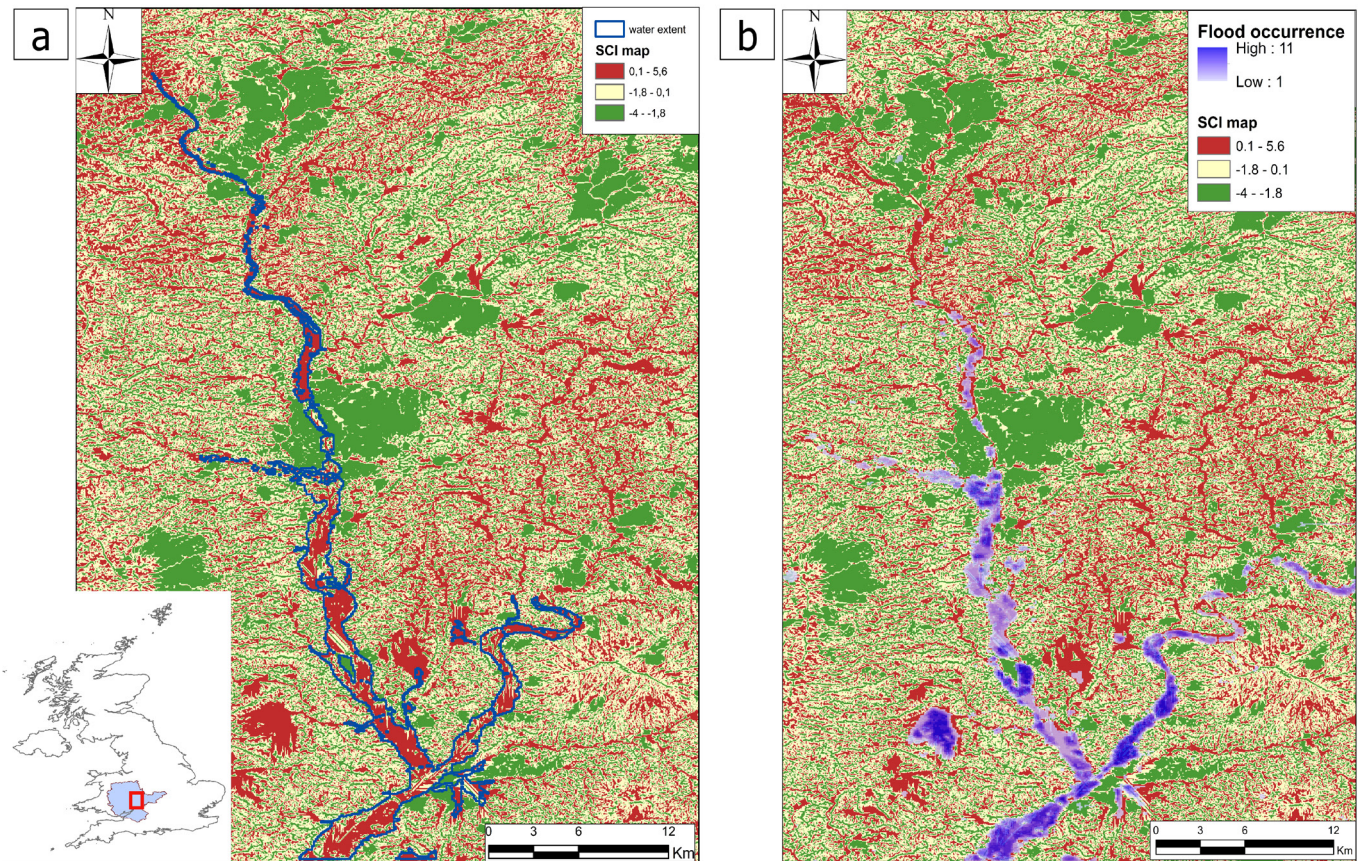 a
N
water extent
SCI map
0,1 - 5,6
-1,8 - 0,1
-4 - -1,8
0 3 6 12
Km
b
N
Flood occurrence
High : 11
Low : 1
SCI map
0.1 - 5.6
-1.8 - 0.1
-4 - -1.8
0 3 6 12
Km